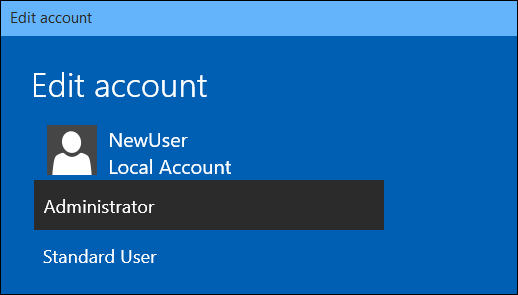 Edit account
Edit account
NewUser
Local Account
Administrator
Standard User